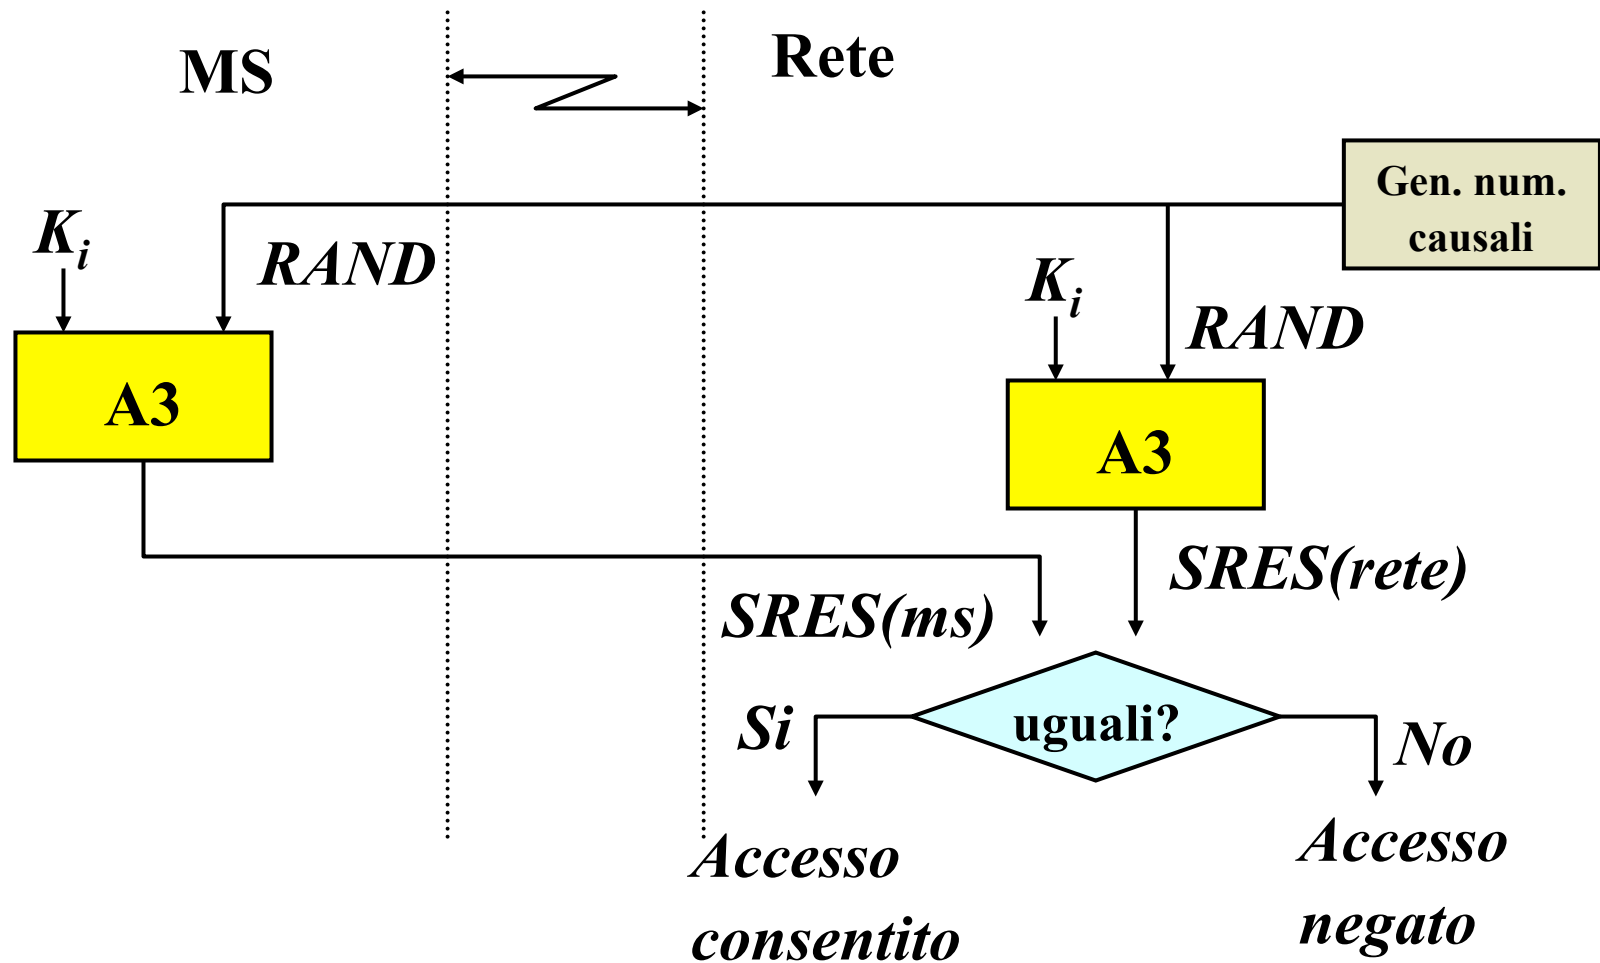 MS
Rete
Gen. num.
causali
Ki
RAND
Ki
RAND
A3
A3
SRES(rete)
SRES(ms)
uguali?
Si
No
Accesso
consentito
Accesso
negato